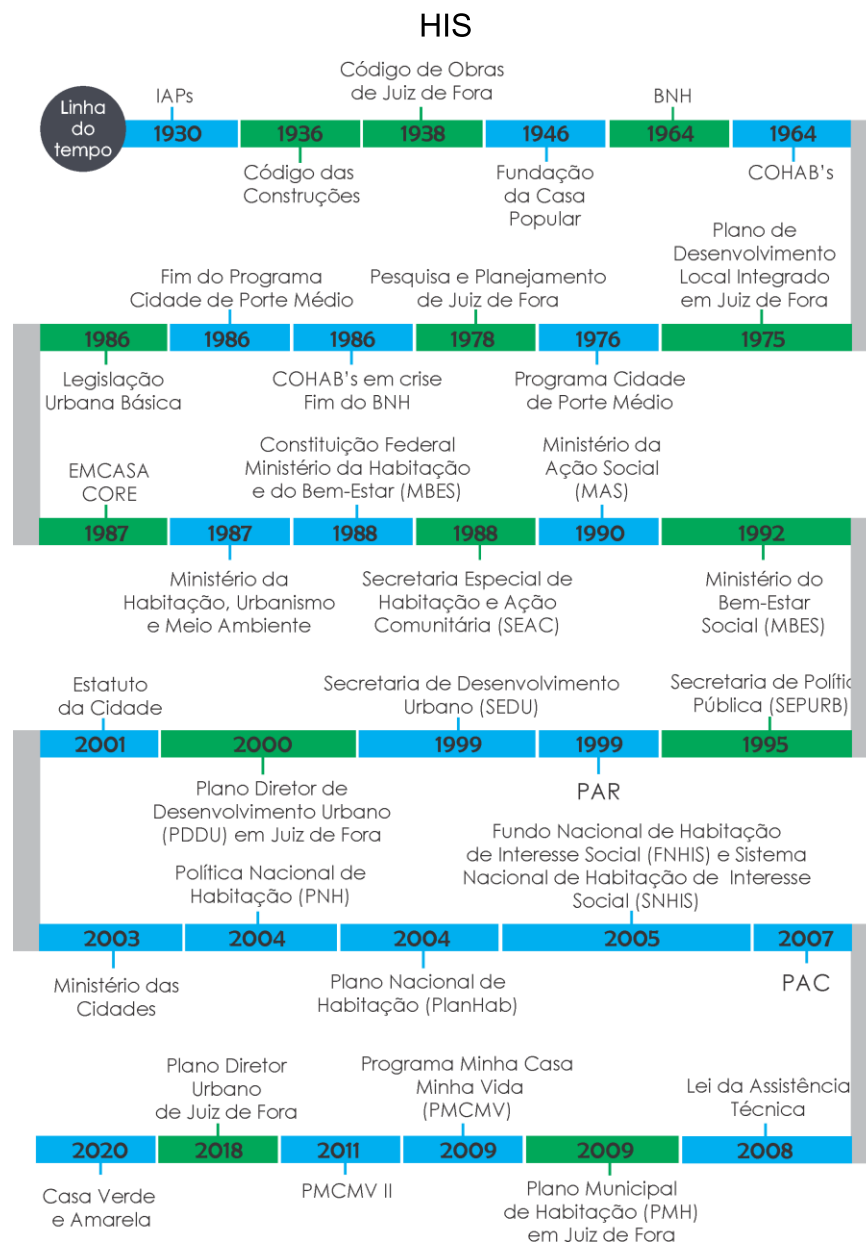 HIS
Linha
do
tempo
IAPs
Código de Obras
de Juiz de Fora
BNH
1930
1936
1938
1946
1964
1964
Código das
Construções
Fundação
da Casa
Popular
COHAB's
Fim do Programa
Cidade de Porte Médio
Pesquisa e Planejamento
de Juiz de Fora
Plano de
Desenvolvimento
Local Integrado
em Juiz de Fora
1986
1986
1986
1978
1976
1975
Legislação
Urbana Básica
COHAB's em crise
Fim do BNH
Programa Cidade
de Porte Médio
EMCASA
CORE
Constituição Federal
Ministério da Habitação
e do Bem-Estar (MBES)
Ministério da
Ação Social
(MAS)
1987
1987
1988
1988
1990
1992
Ministério da
Habitação, Urbanismo
e Meio Ambiente
Secretaria Especial de
Habitação e Ação
Comunitária (SEAC)
Ministério do
Bem-Estar
Social (MBES)
Estatuto
da Cidade
Secretaria de Desenvolvimento
Urbano (SEDU)
Secretaria de Polític
Pública (SEPURB)
2001
2000
1999
1999
1995
Plano Diretor de
Desenvolvimento Urbano
(PDDU) em Juiz de Fora
PAR
Política Nacional de
Habitação (PNH)
Fundo Nacional de Habitação
de Interesse Social (FNHIS) e Sistema
Nacional de Habitação de Interesse
Social (SNHIS)
2003
2004
2004
2005
2007
Ministério das
Cidades
Plano Nacional de
Habitação (PlanHab)
PAC
Plano Diretor
Urbano
de Juiz de Fora
Programa Minha Casa
Minha Vida
(PMCMV)
Lei da Assistência
Técnica
2020
2018
2011
2009
2009
2008
Casa Verde
e Amarela
PMCMV II
Plano Municipal
de Habitação (PMH)
em Juiz de Fora